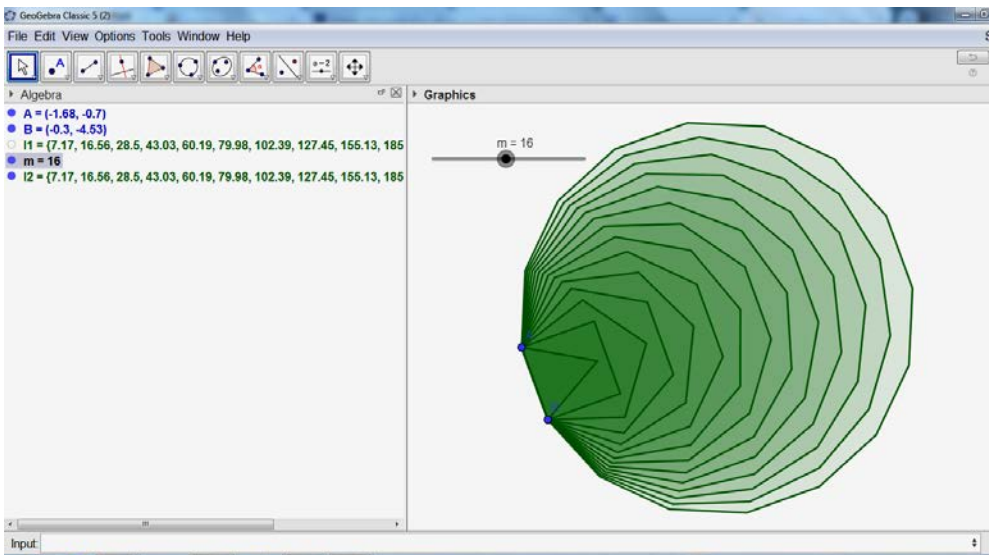 GeoGebra Classic 5 (2)
File Edit View Options Tools Window Help
a=2
Algebra
Graphics
A = (-1.68, -0.7)
B = (-0.3, -4.53)
l1 = {7.17, 16.56, 28.5, 43.03, 60.19, 79.98, 102.39, 127.45, 155.13, 185
m = 16
l2 = {7.17, 16.56, 28.5, 43.03, 60.19, 79.98, 102.39, 127.45, 155.13, 185
m = 16
Input: